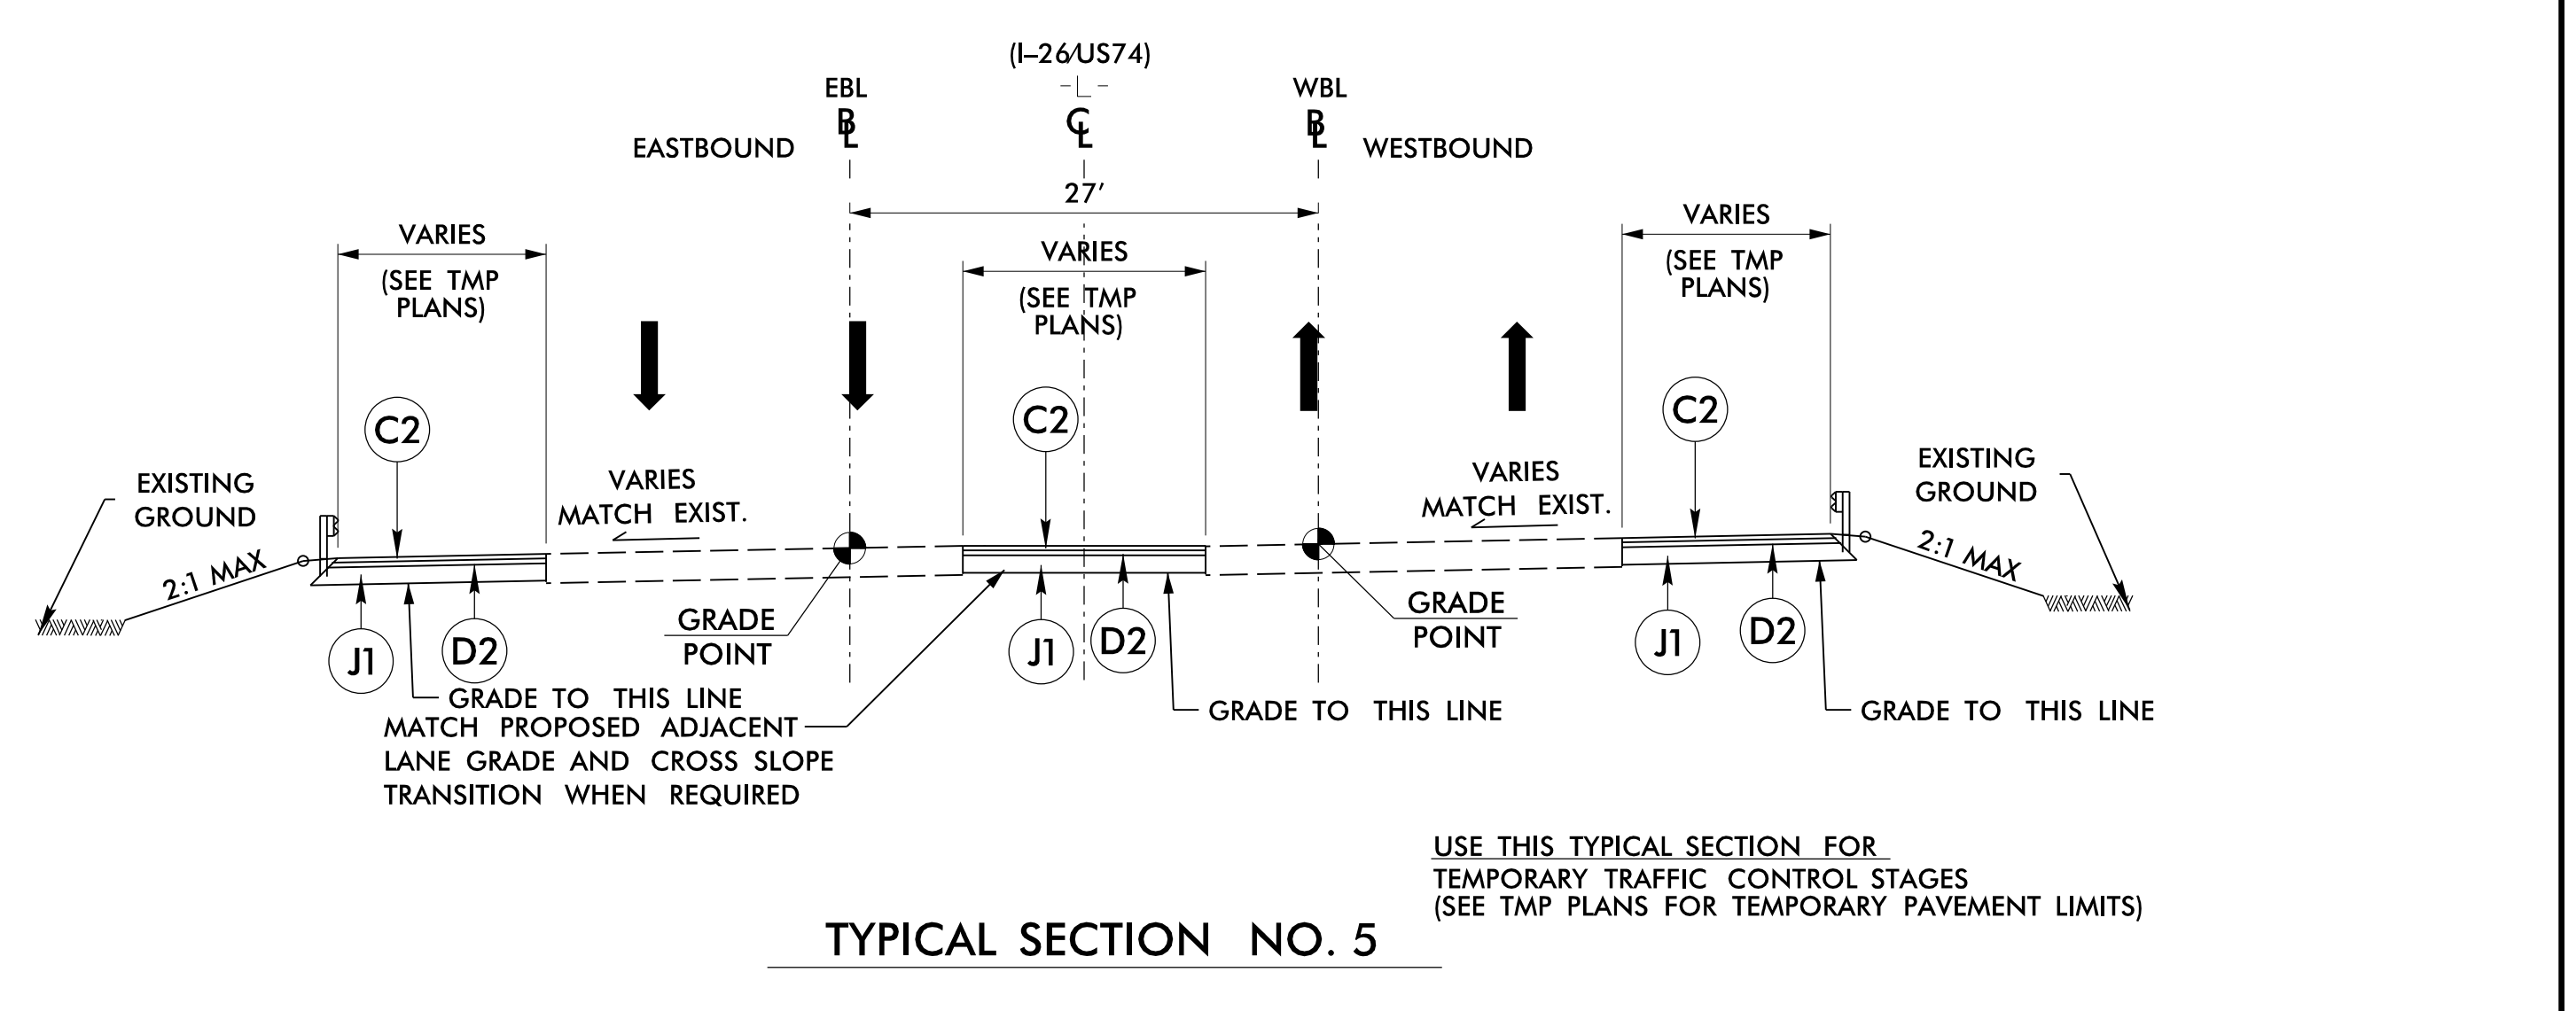 (I–26/US74)
-L-
EBL
BL
CL
WBL
BL
EASTBOUND
WESTBOUND
27'
VARIES
(SEE TMP
PLANS)
VARIES
(SEE TMP
PLANS)
VARIES
(SEE TMP
PLANS)
C2
C2
C2
EXISTING
GROUND
VARIES
MATCH EXIST.
VARIES
MATCH EXIST.
EXISTING
GROUND
2:1 MAX
2:1 MAX
GRADE
POINT
GRADE
POINT
J1
D2
J1
D2
J1
D2
GRADE TO THIS LINE
GRADE TO THIS LINE
GRADE TO THIS LINE
MATCH PROPOSED ADJACENT
LANE GRADE AND CROSS SLOPE
TRANSITION WHEN REQUIRED
USE THIS TYPICAL SECTION FOR
TEMPORARY TRAFFIC CONTROL STAGES
(SEE TMP PLANS FOR TEMPORARY PAVEMENT LIMITS)
TYPICAL SECTION NO. 5